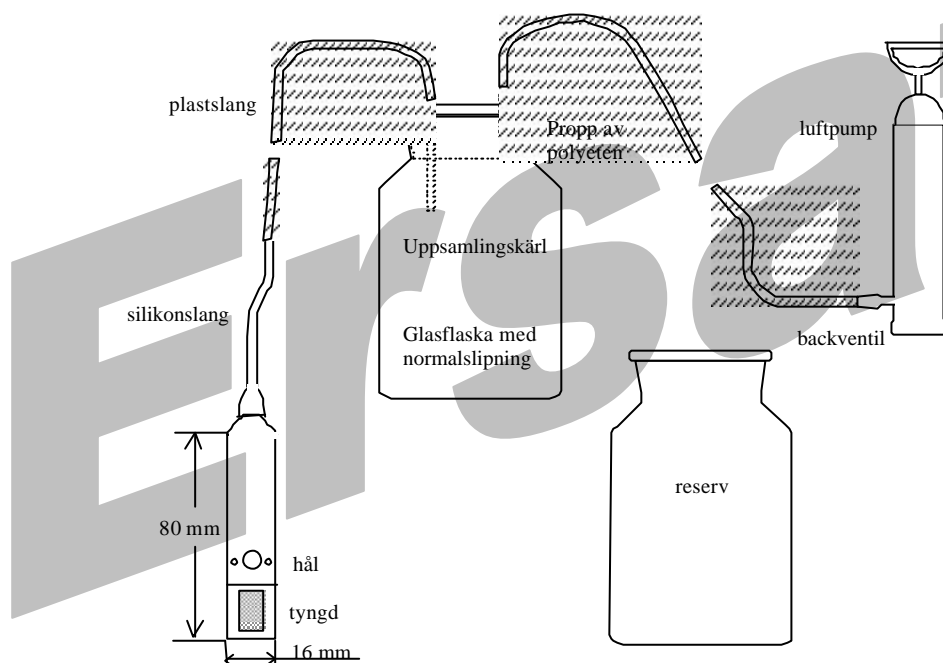 plastslang
Propp av
polyeten
luftpump
Uppsamlingskärl
silikonslang
Glasflaska med
normalslipning
backventil
reserv
80 mm
hål
tyngd
16 mm
Ersa